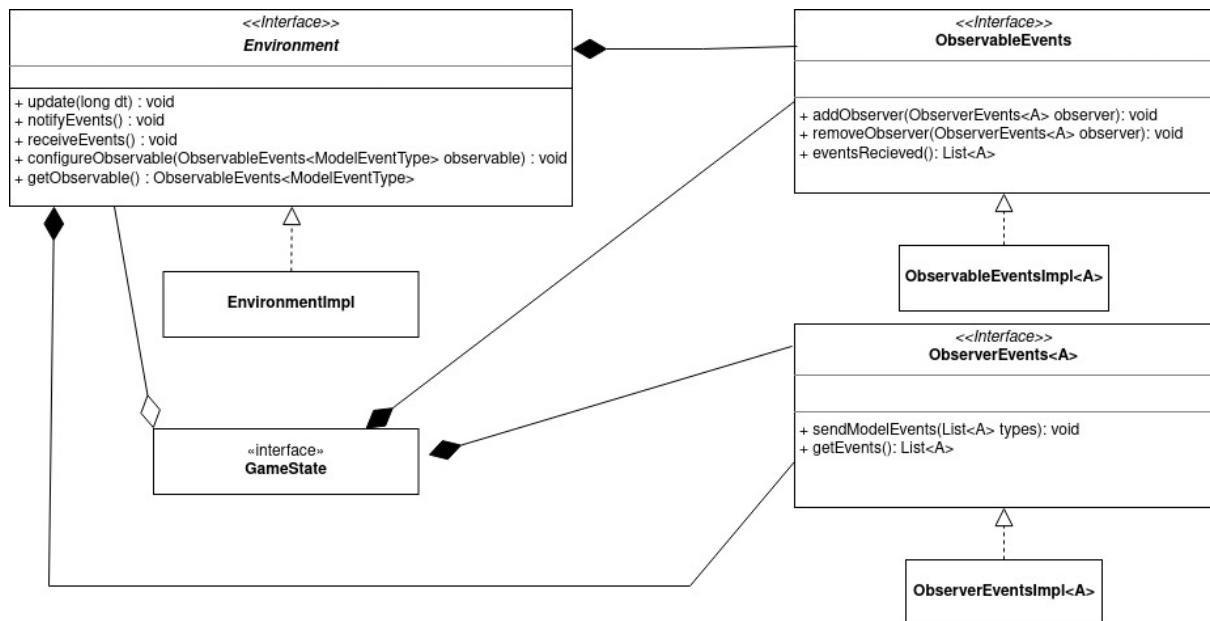 <<Interface>>
Environment
+ update(long dt) : void
+ notifyEvents() : void
+ receiveEvents() : void
+ configureObservable(ObservableEvents<ModelEventType> observable) : void
+ getObservable() : ObservableEvents<ModelEventType>
EnvironmentImpl
«interface»
GameState
<<Interface>>
ObservableEvents
+ addObserver(ObserverEvents<A> observer): void
+ removeObserver(ObserverEvents<A> observer): void
+ eventsRecieved(): List<A>
ObservableEventsImpl<A>
<<Interface>>
ObserverEvents<A>
+ sendModelEvents(List<A> types): void
+ getEvents(): List<A>
ObserverEventsImpl<A>